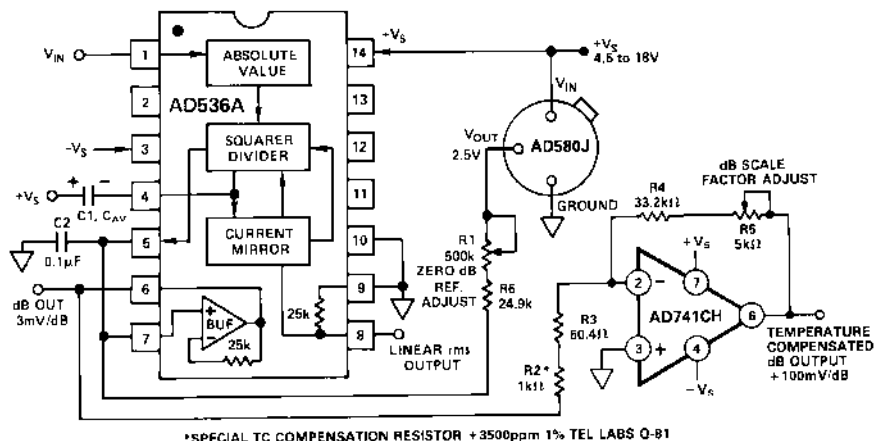 V_IN
1
ABSOLUTE
VALUE
14
+V_S
+V_S
4.5 to 18V
2
AD536A
13
V_IN
-V_S
3
SQUARER
DIVIDER
12
V_OUT
2.5V
AD580J
dB SCALE
FACTOR ADJUST
+V_S
+ -
C1, C_AV
4
11
GROUND
R4
33.2kΩ
R5
5kΩ
C2
0.1μF
5
CURRENT
MIRROR
10
R1
500k
ZERO dB
REF.
ADJUST
+V_S
2
-
7
dB OUT
3mV/dB
6
9
R6
24.9k
R3
60.4kΩ
AD741CH
6
7
+
-
BUF
25k
25k
8
LINEAR rms
OUTPUT
3
+
4
-V_S
TEMPERATURE
COMPENSATED
dB OUTPUT
+100mV/dB
R2*
1kΩ
*SPECIAL TC COMPENSATION RESISTOR +3500ppm 1% TEL LABS Q-81